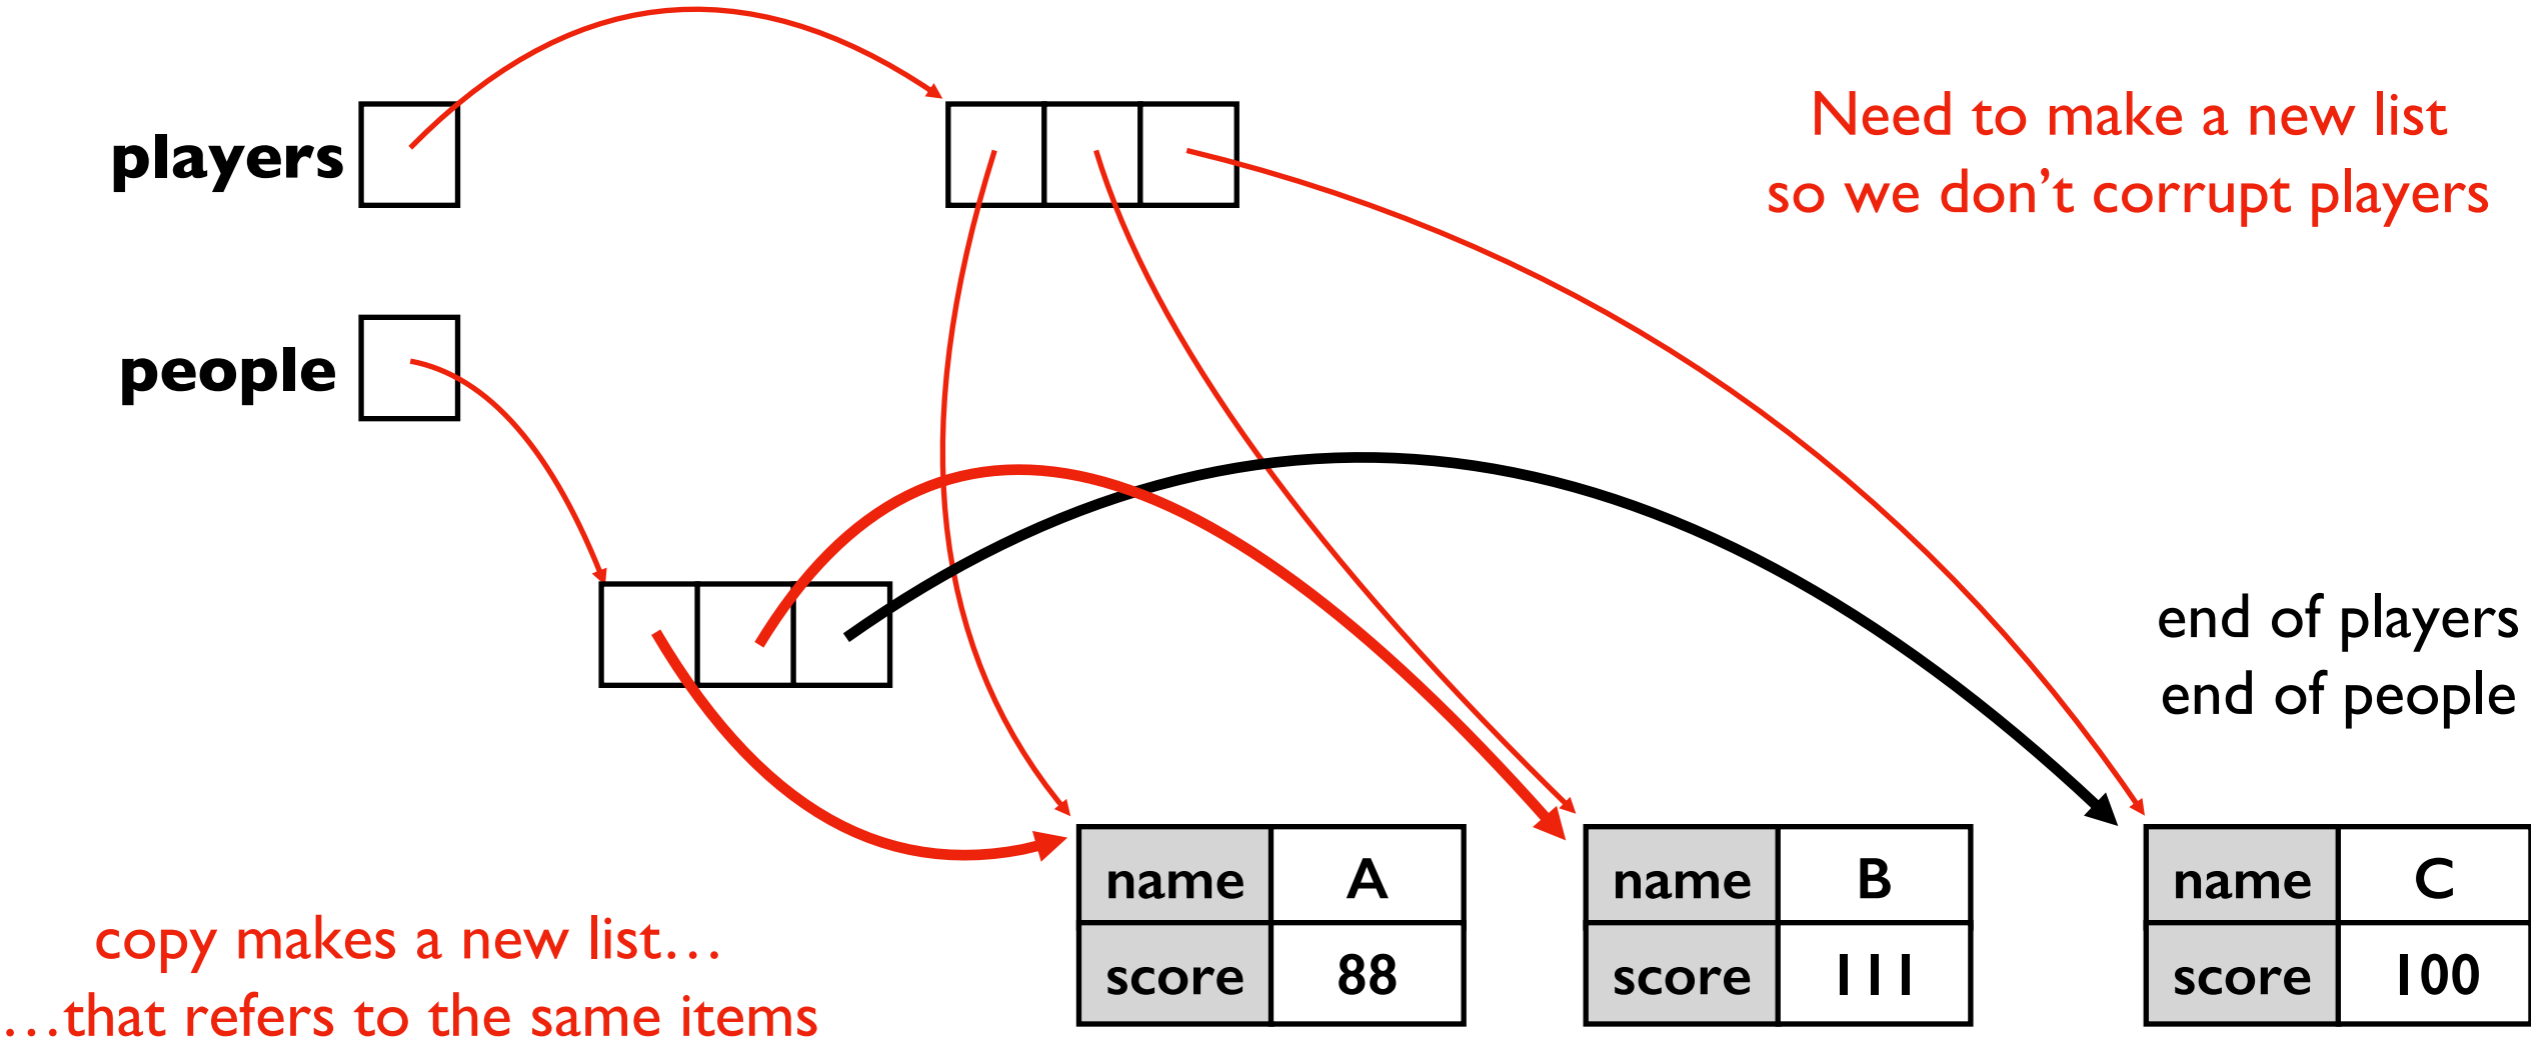 players
Need to make a new list
so we don’t corrupt players
people
end of players
end of people
name A
score 88
name B
score 111
name C
score 100
copy makes a new list…
…that refers to the same items